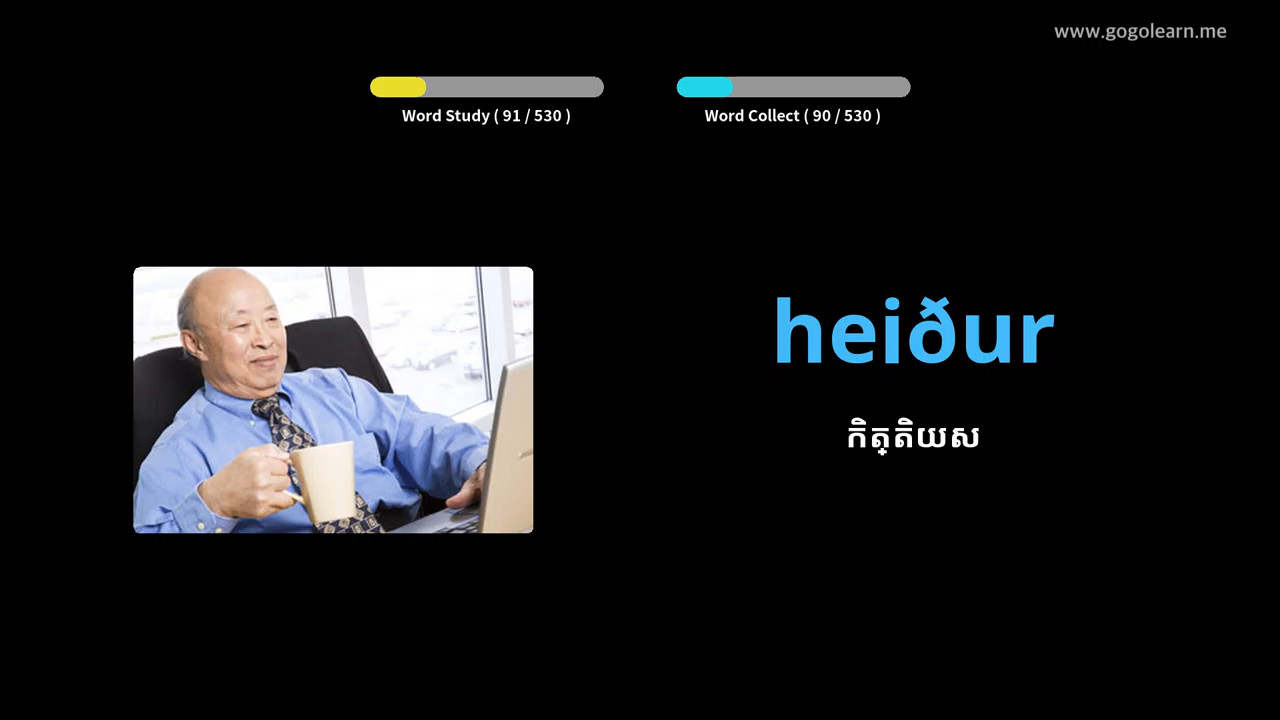 www.gogolearn.me
Word Study ( 91 / 530 )
Word Collect ( 90 / 530 )
heiður
កិត្តិយស